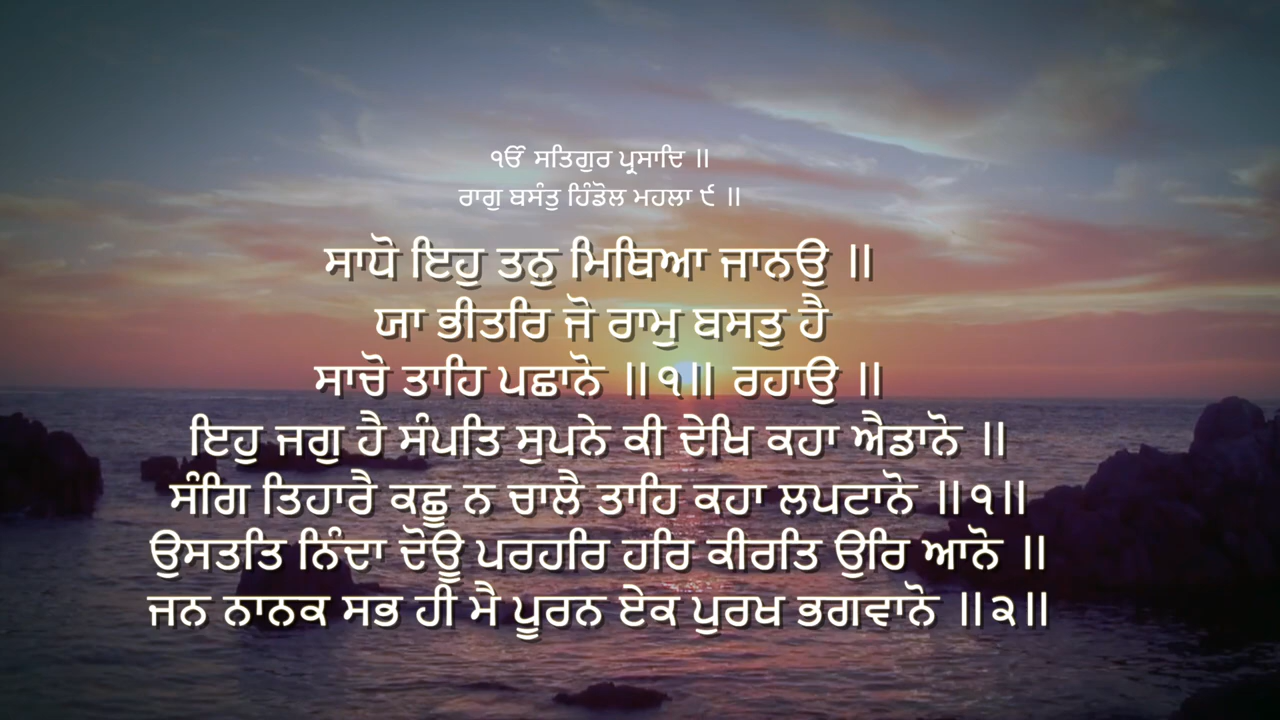 ੴ ਸਤਿਗੁਰ ਪ੍ਰਸਾਦਿ ॥
ਰਾਗੁ ਬਸੰਤੁ ਹਿੰਡੋਲ ਮਹਲਾ ੯ ॥
ਸਾਧੋ ਇਹੁ ਤਨੁ ਮਿਥਿਆ ਜਾਨਉ ॥
ਯਾ ਭੀਤਰਿ ਜੋ ਰਾਮੁ ਬਸਤੁ ਹੈ
ਸਾਚੋ ਤਾਹਿ ਪਛਾਨੋ ॥੧॥ ਰਹਾਉ ॥
ਇਹੁ ਜਗੁ ਹੈ ਸੰਪਤਿ ਸੁਪਨੇ ਕੀ ਦੇਖਿ ਕਹਾ ਐਡਾਨੋ ॥
ਸੰਗਿ ਤਿਹਾਰੈ ਕਛੂ ਨ ਚਾਲੈ ਤਾਹਿ ਕਹਾ ਲਪਟਾਨੋ ॥੧॥
ਉਸਤਤਿ ਨਿੰਦਾ ਦੋਊ ਪਰਹਰਿ ਹਰਿ ਕੀਰਤਿ ਉਰਿ ਆਨੋ ॥
ਜਨ ਨਾਨਕ ਸਭ ਹੀ ਮੈ ਪੂਰਨ ਏਕ ਪੁਰਖ ਭਗਵਾਨੋ ॥੨॥